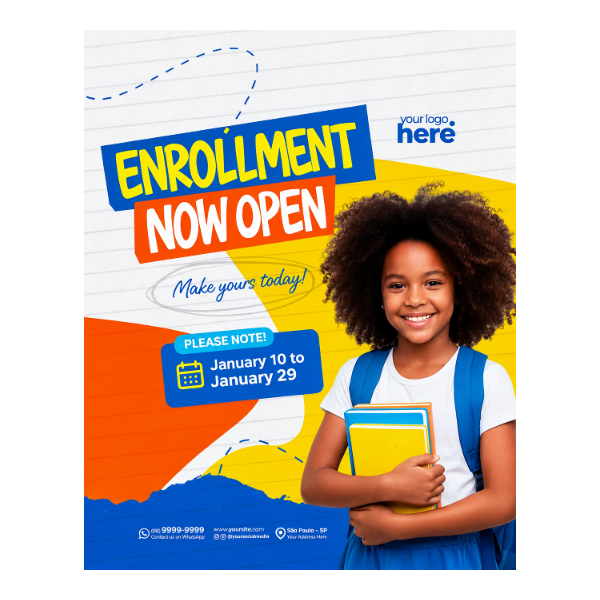 your logo
here
ENROLLMENT
NOW OPEN
Make yours today!
PLEASE NOTE!
January 10 to
January 29
(98) 9999-9999
Contact us on WhatsApp
www.yoursite.com
@yoursocialmedia
São Paulo – SP
Your Address Here